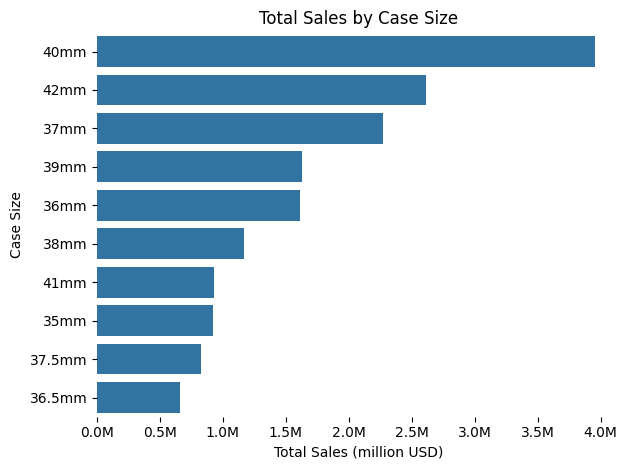 Total Sales by Case Size
Case Size
40mm
42mm
37mm
39mm
36mm
38mm
41mm
35mm
37.5mm
36.5mm
0.0M 0.5M 1.0M 1.5M 2.0M 2.5M 3.0M 3.5M 4.0M
Total Sales (million USD)